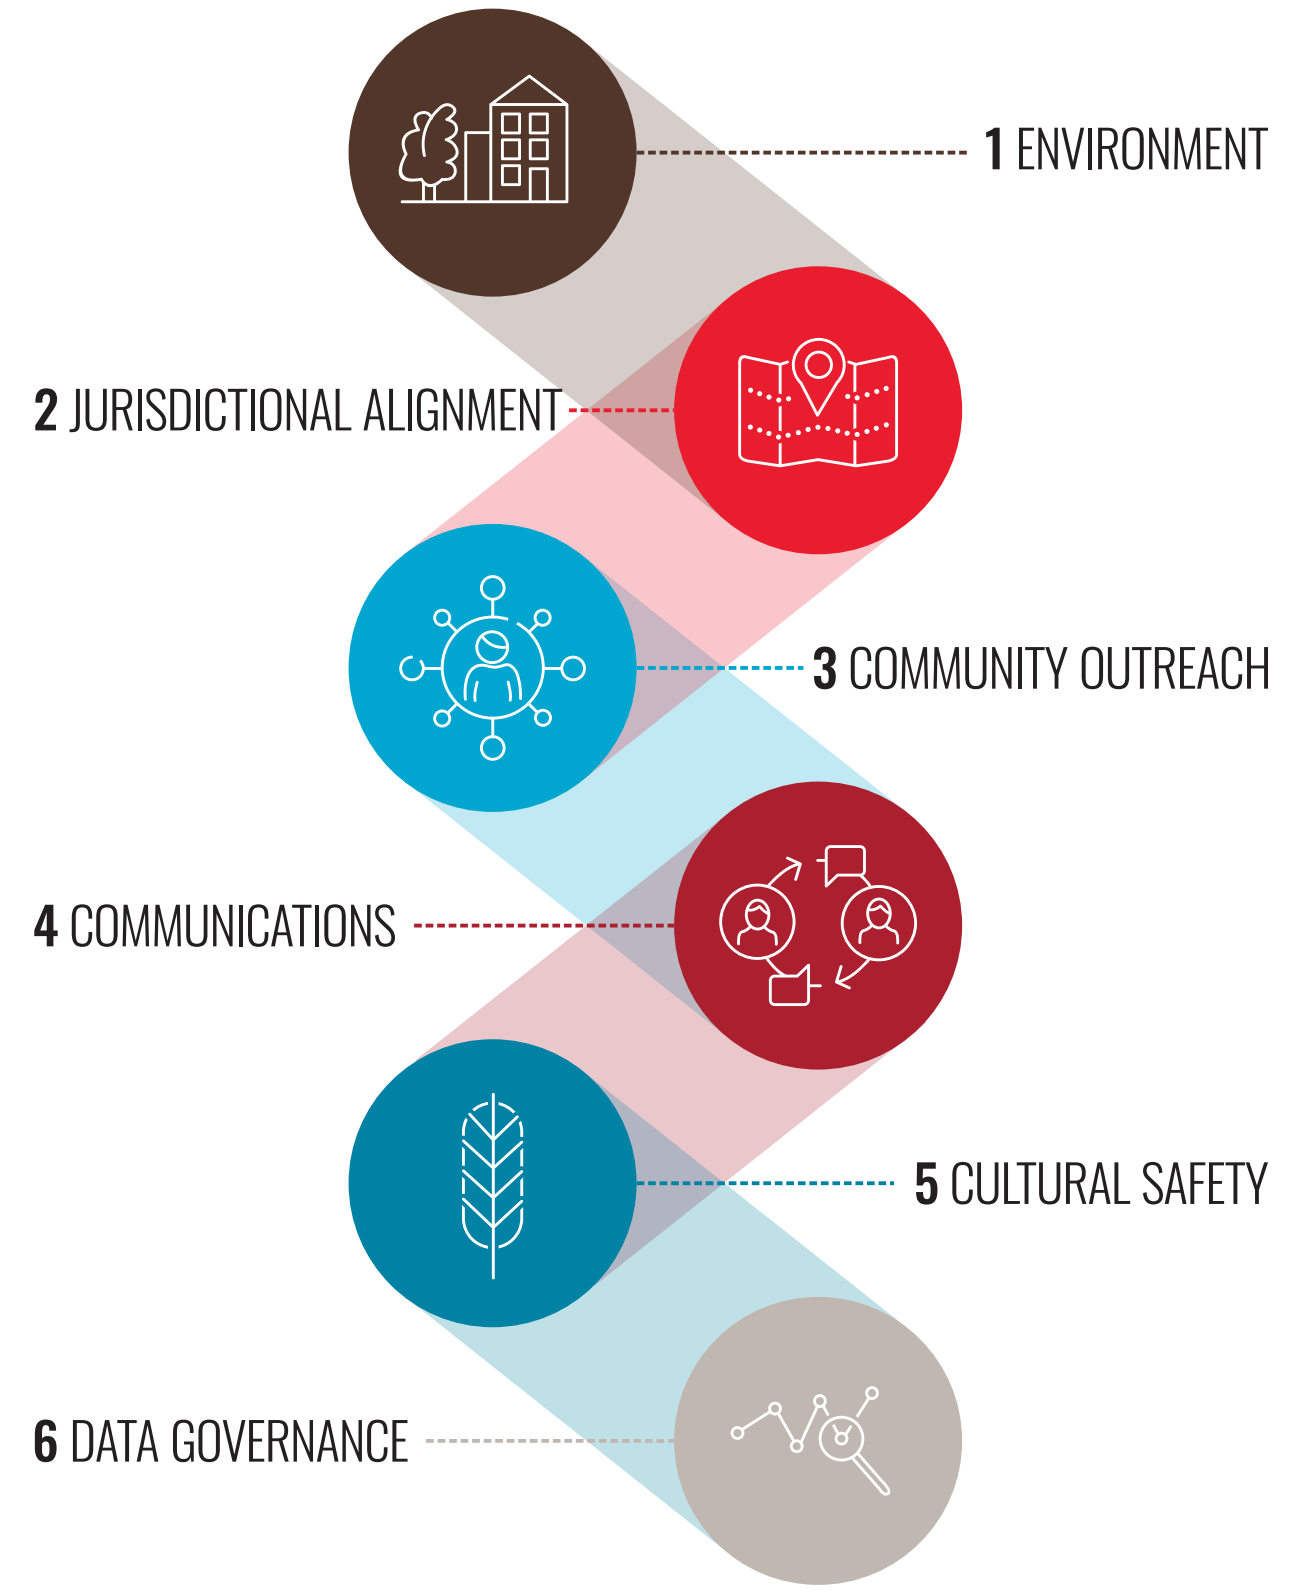 1 ENVIRONMENT
2 JURISDICTIONAL ALIGNMENT
3 COMMUNITY OUTREACH
4 COMMUNICATIONS
5 CULTURAL SAFETY
6 DATA GOVERNANCE